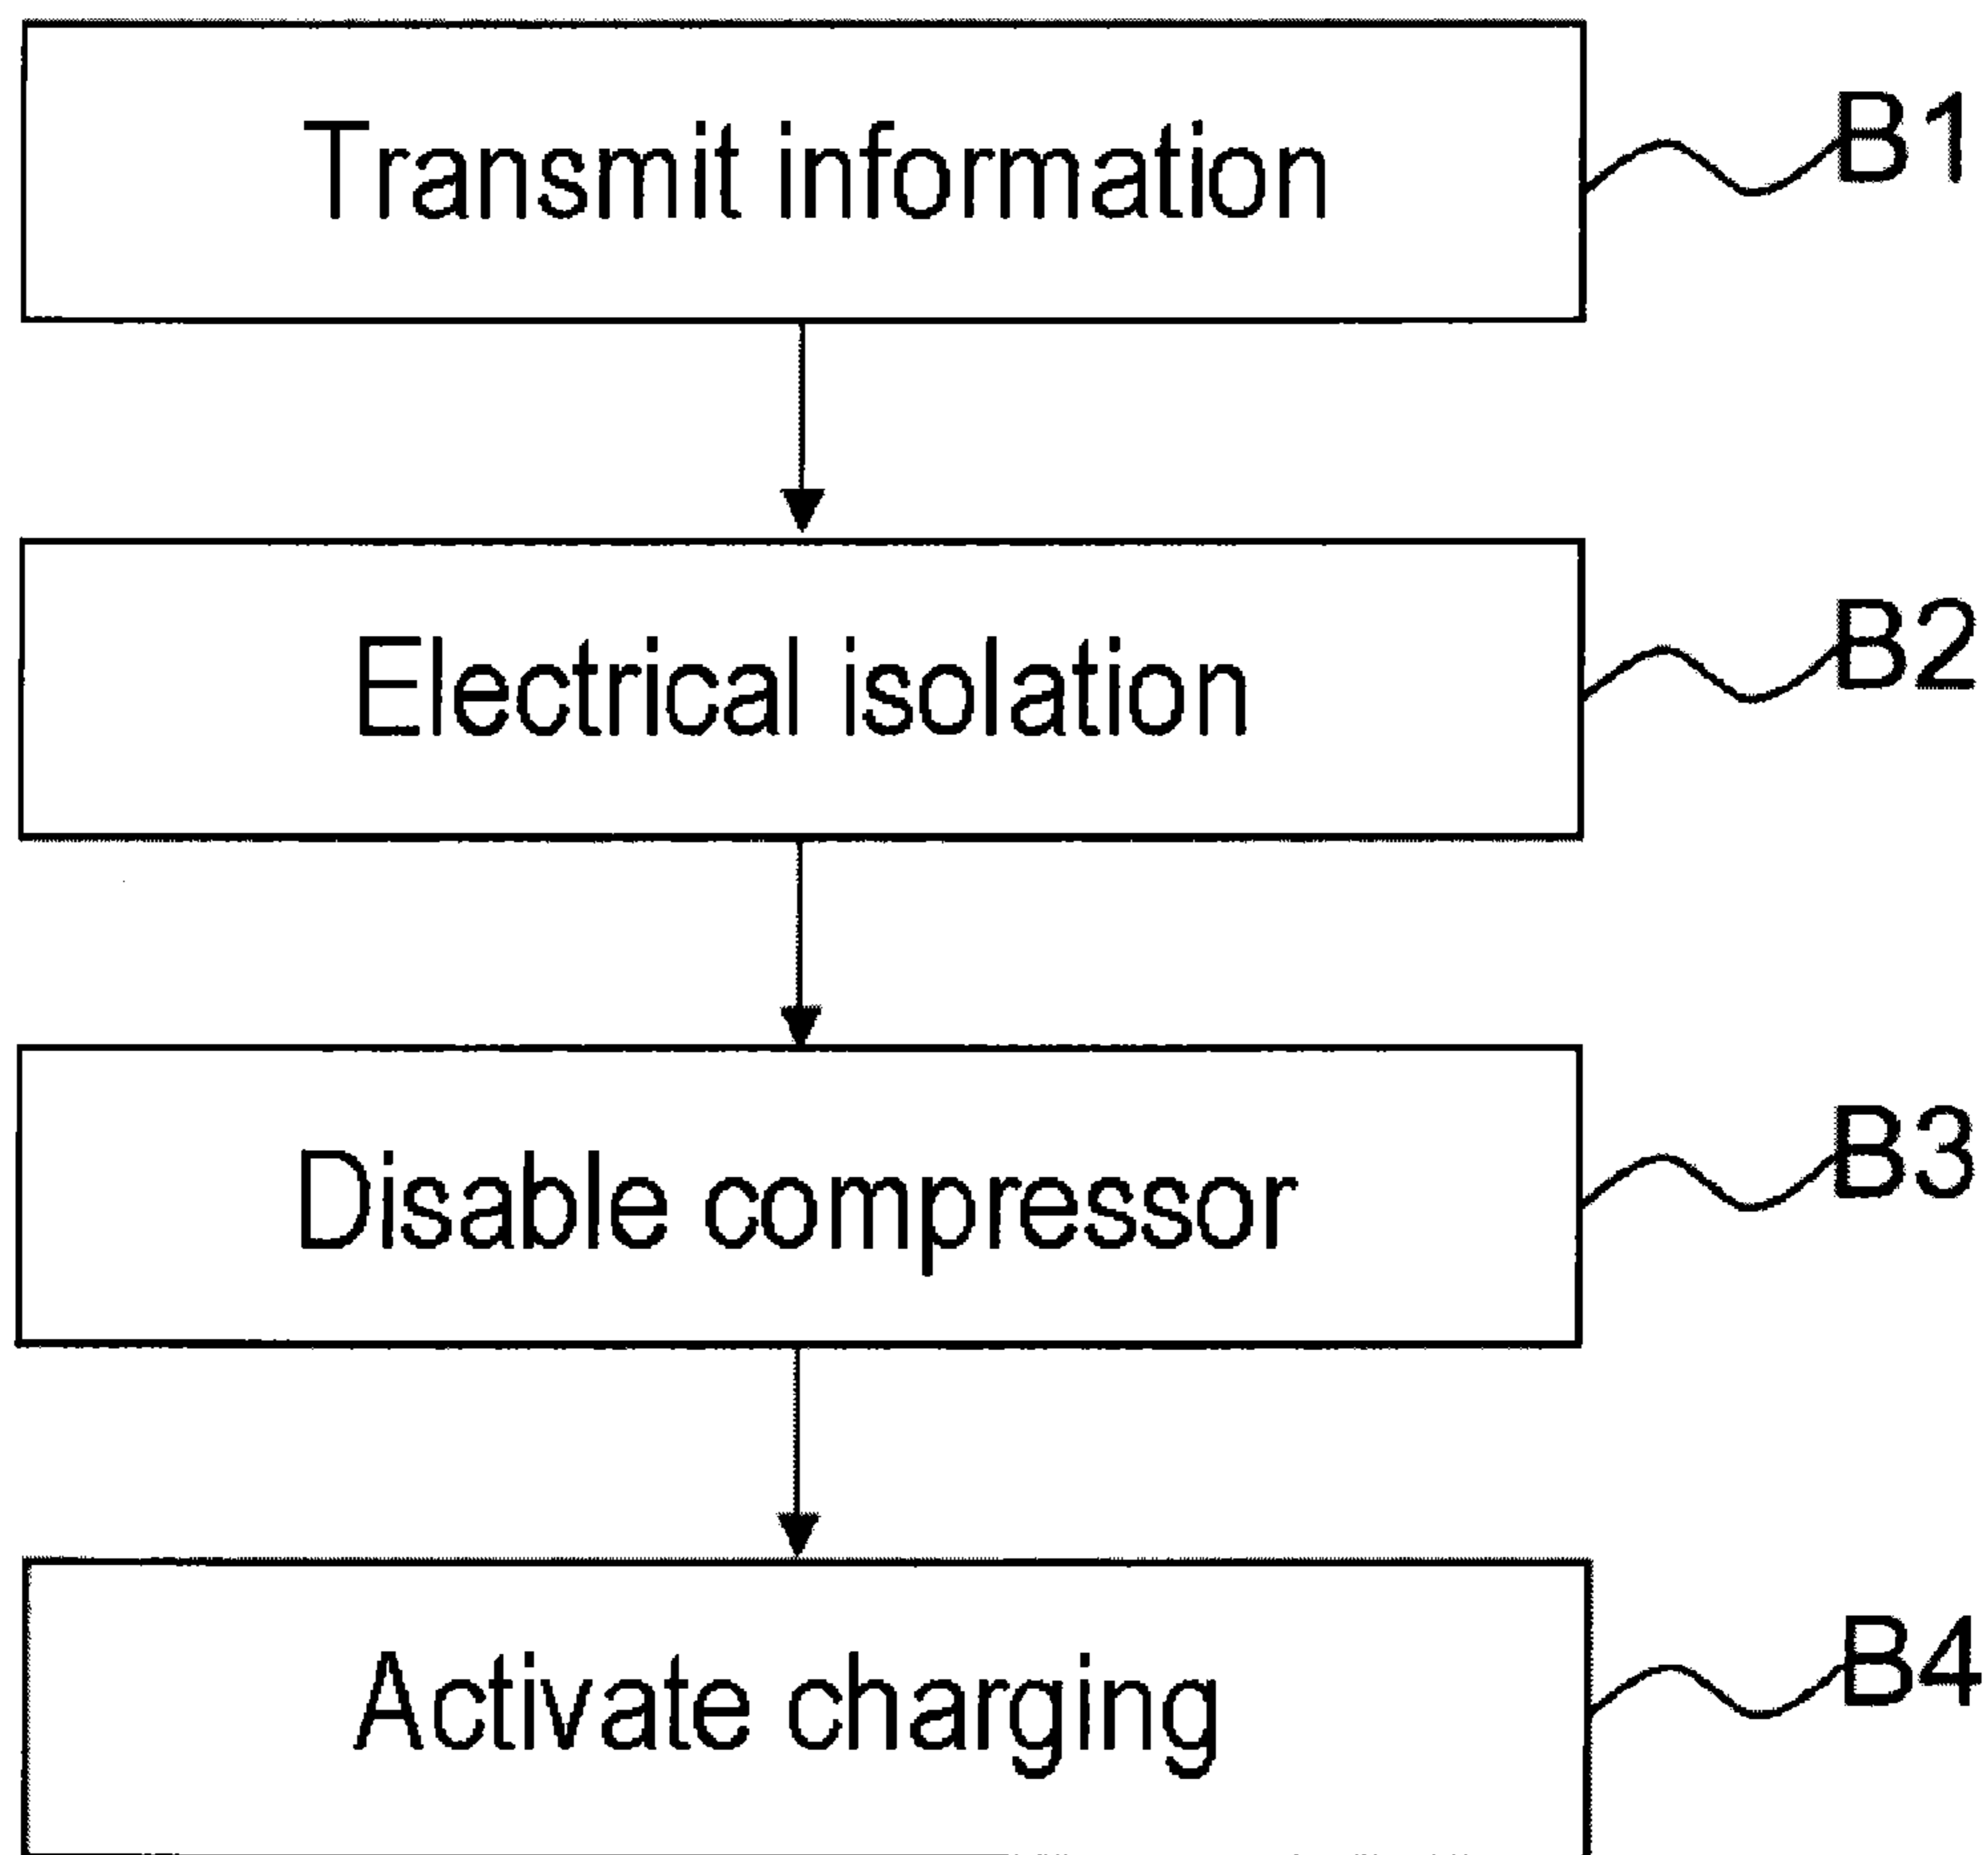 Transmit information B1
Electrical isolation B2
Disable compressor B3
Activate charging B4